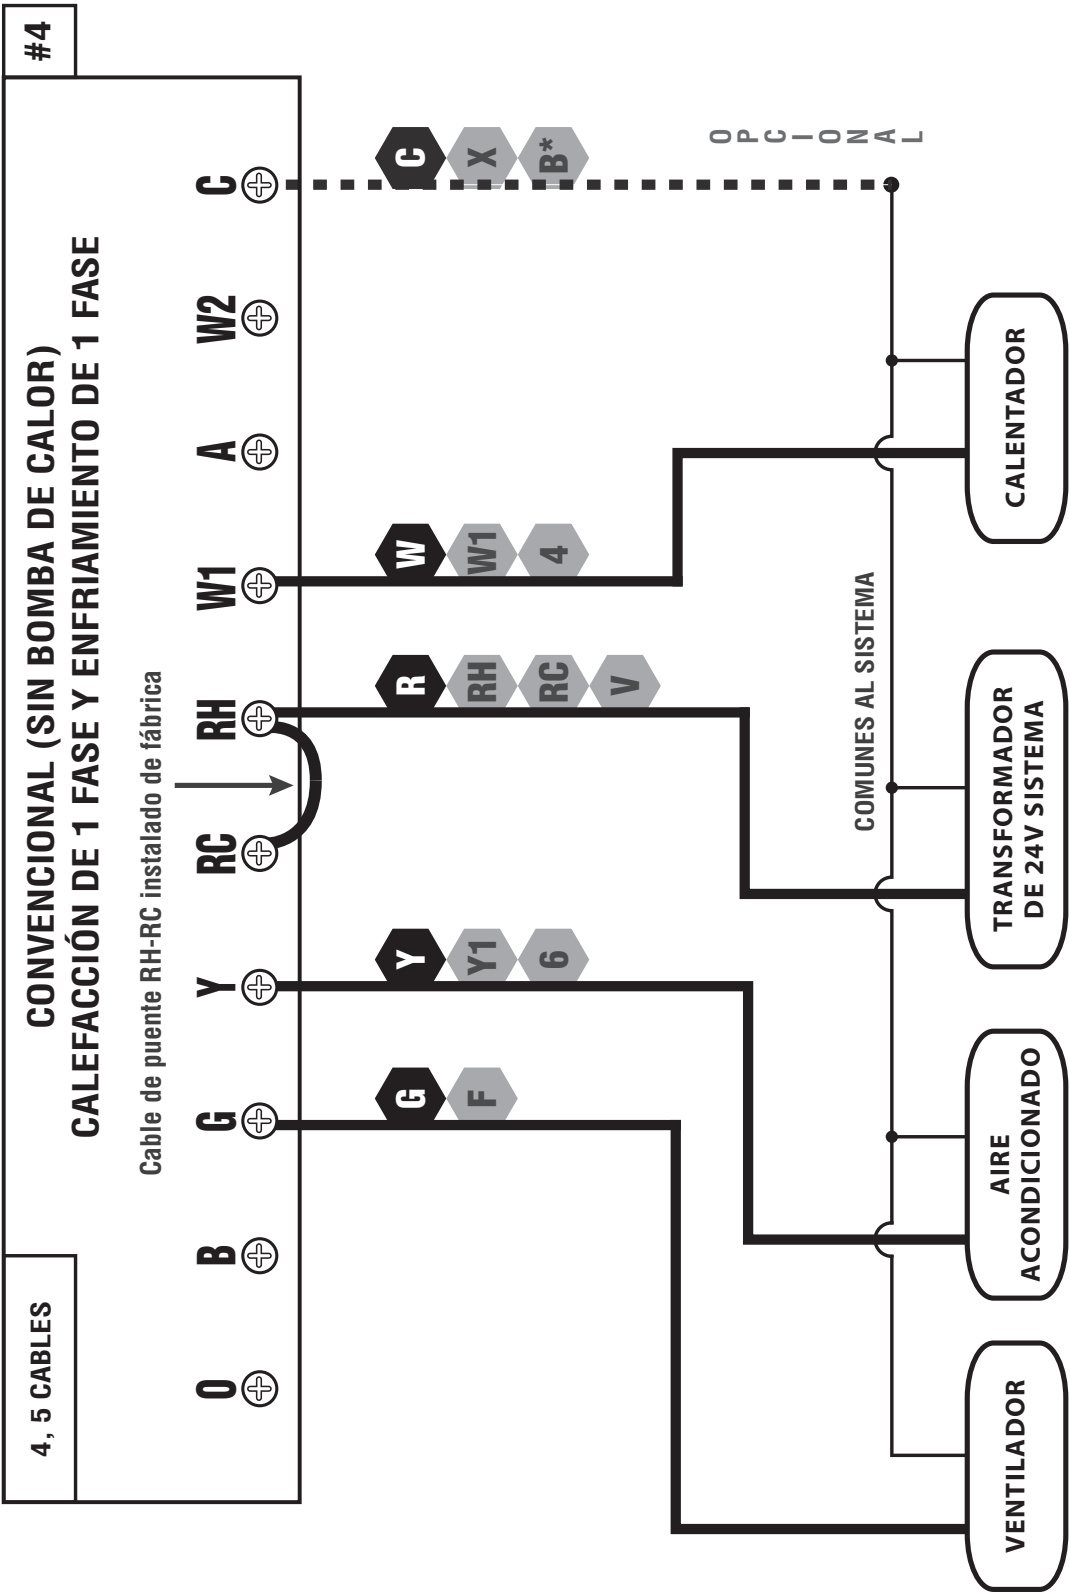 4, 5 CABLES
#4
CONVENCIONAL (SIN BOMBA DE CALOR)
CALEFACCIÓN DE 1 FASE Y ENFRIAMIENTO DE 1 FASE
Cable de puente RH-RC instalado de fábrica
O
B
G
Y
RC
RH
W1
A
W2
C
G
F
Y
Y1
6
R
RH
RC
V
W
W1
4
C
X
B*
OPCIONAL
COMUNES AL SISTEMA
VENTILADOR
AIRE
ACONDICIONADO
TRANSFORMADOR
DE 24V SISTEMA
CALENTADOR